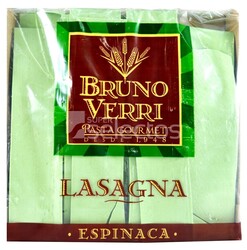 BRUNO
VERRI
PASTA GOURMET
DESDE 1948
LASAGNA
ESPINACA